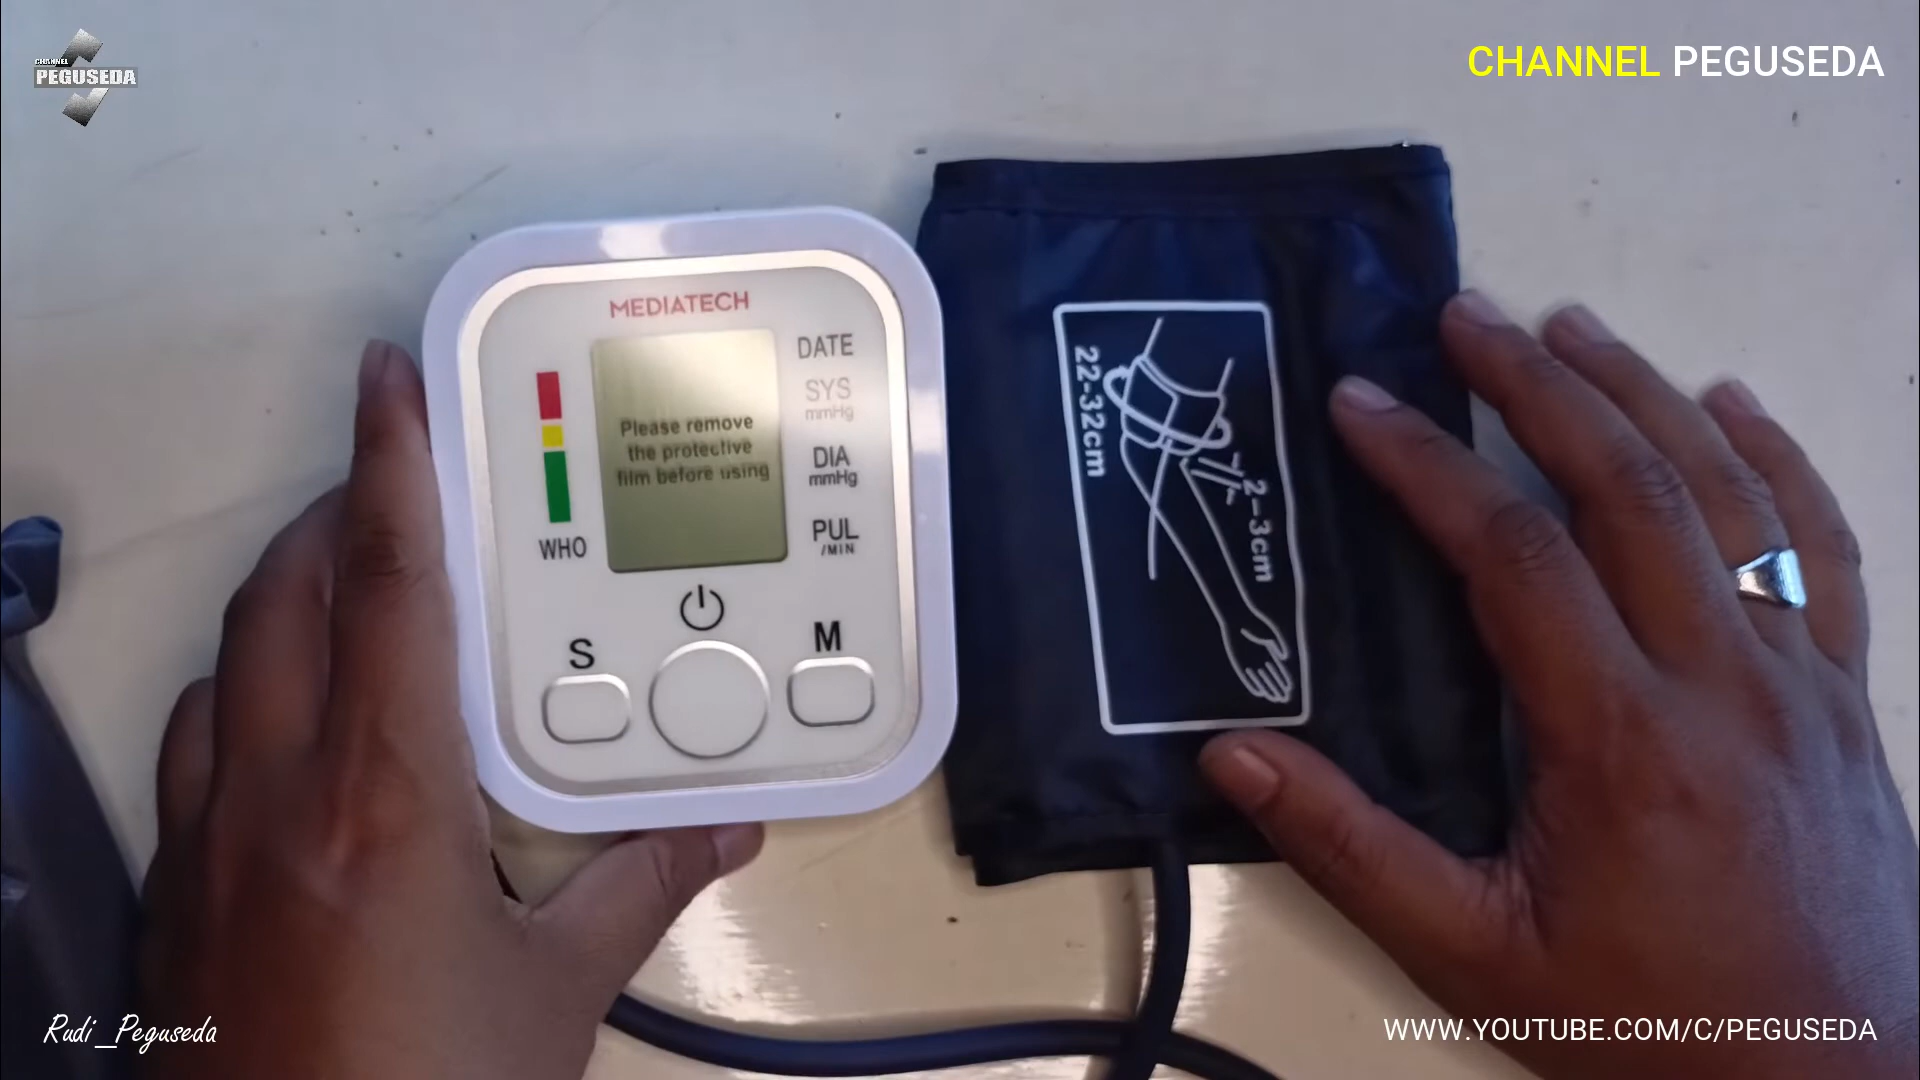 CHANNEL
PEGUSEDA
CHANNEL PEGUSEDA
MEDIATECH
DATE
SYS
mmHg
Please remove
the protective
film before using
DIA
mmHg
PUL
/MIN
WHO
S
M
22-32cm
2-3cm
Rudi_Peguseda
WWW.YOUTUBE.COM/C/PEGUSEDA